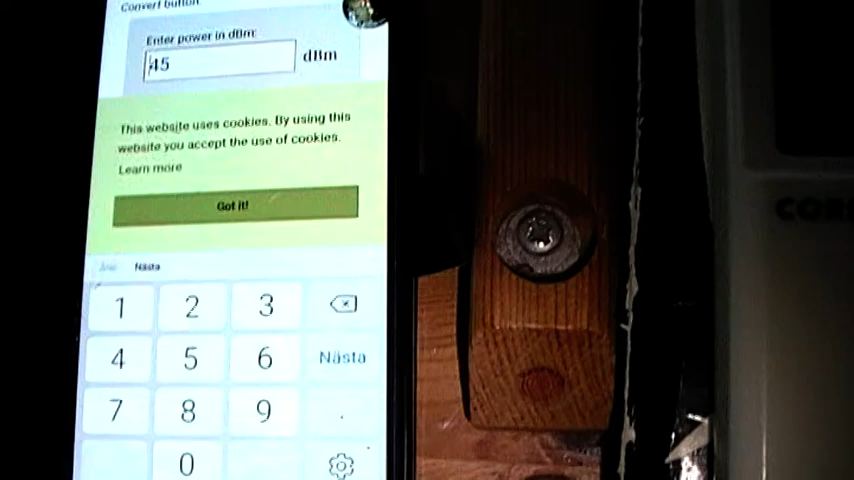 Convert button
Enter power in dBm:
45 dBm
This website uses cookies. By using this
website you accept the use of cookies.
Learn more
Got it!
Nästa
1 2 3
4 5 6 Nästa
7 8 9 .
0